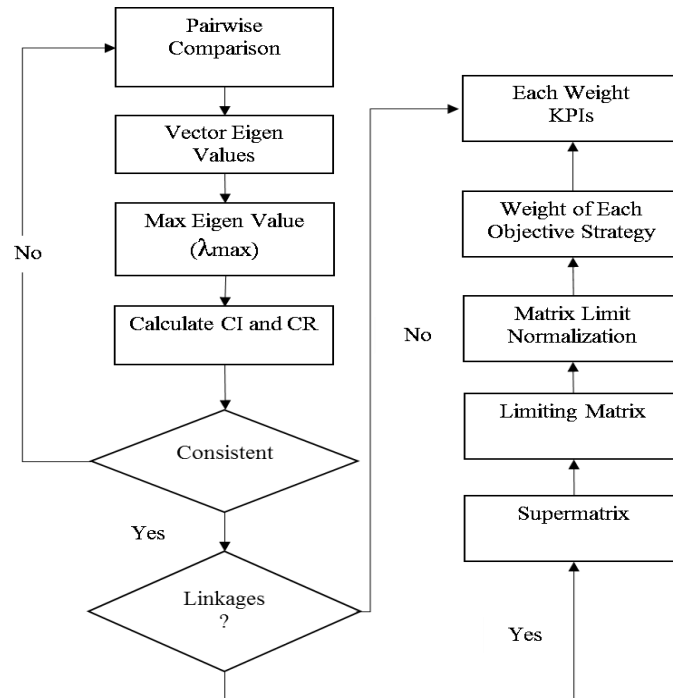 Pairwise
Comparison
Vector Eigen
Values
Max Eigen Value
(λmax)
Calculate CI and CR
Consistent
No
Yes
Linkages
?
Each Weight
KPIs
Weight of Each
Objective Strategy
Matrix Limit
Normalization
No
Limiting Matrix
Supermatrix
Yes